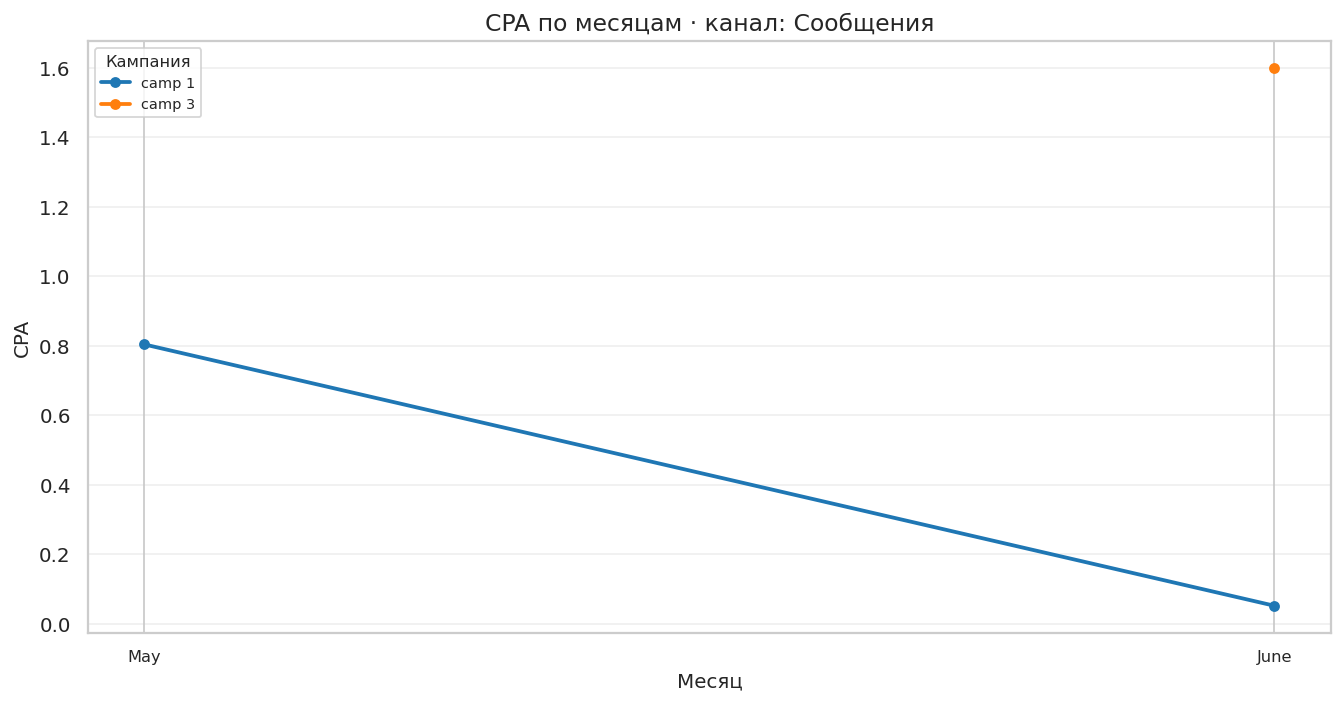 CPA по месяцам · канал: Сообщения
Кампания
camp 1
camp 3
1.6
1.4
1.2
1.0
0.8
0.6
0.4
0.2
0.0
CPA
May
June
Месяц